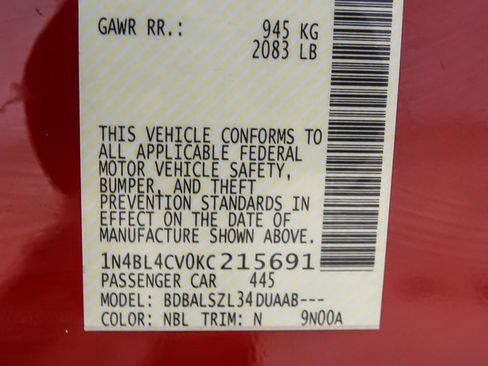 GAWR RR.: 945 KG
2083 LB
THIS VEHICLE CONFORMS TO
ALL APPLICABLE FEDERAL
MOTOR VEHICLE SAFETY,
BUMPER, AND THEFT
PREVENTION STANDARDS IN
EFFECT ON THE DATE OF
MANUFACTURE SHOWN ABOVE.
1N4BL4CV0KC215691
PASSENGER CAR 445
MODEL: BDBALSZL34DUAAB---
COLOR: NBL TRIM: N 9N00A